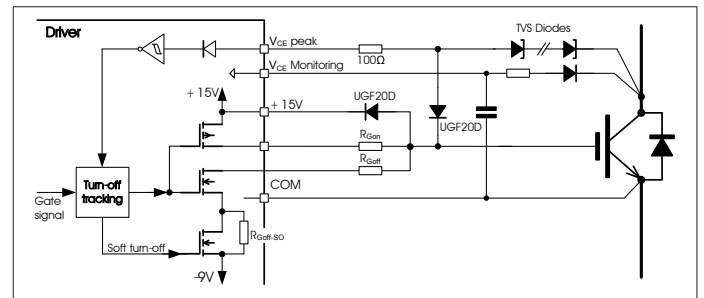 Driver
TVS Diodes
VCE peak
100Ω
VCE Monitoring
+ 15V
+ 15V
UGF20D
UGF20D
RGon
RGoff
COM
Turn-off
tracking
Gate
signal
RGoff-SO
Soft turn-off
-9V